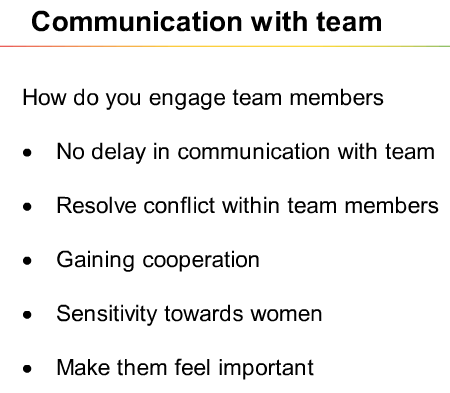 Communication with team
How do you engage team members
• No delay in communication with team
• Resolve conflict within team members
• Gaining cooperation
• Sensitivity towards women
• Make them feel important